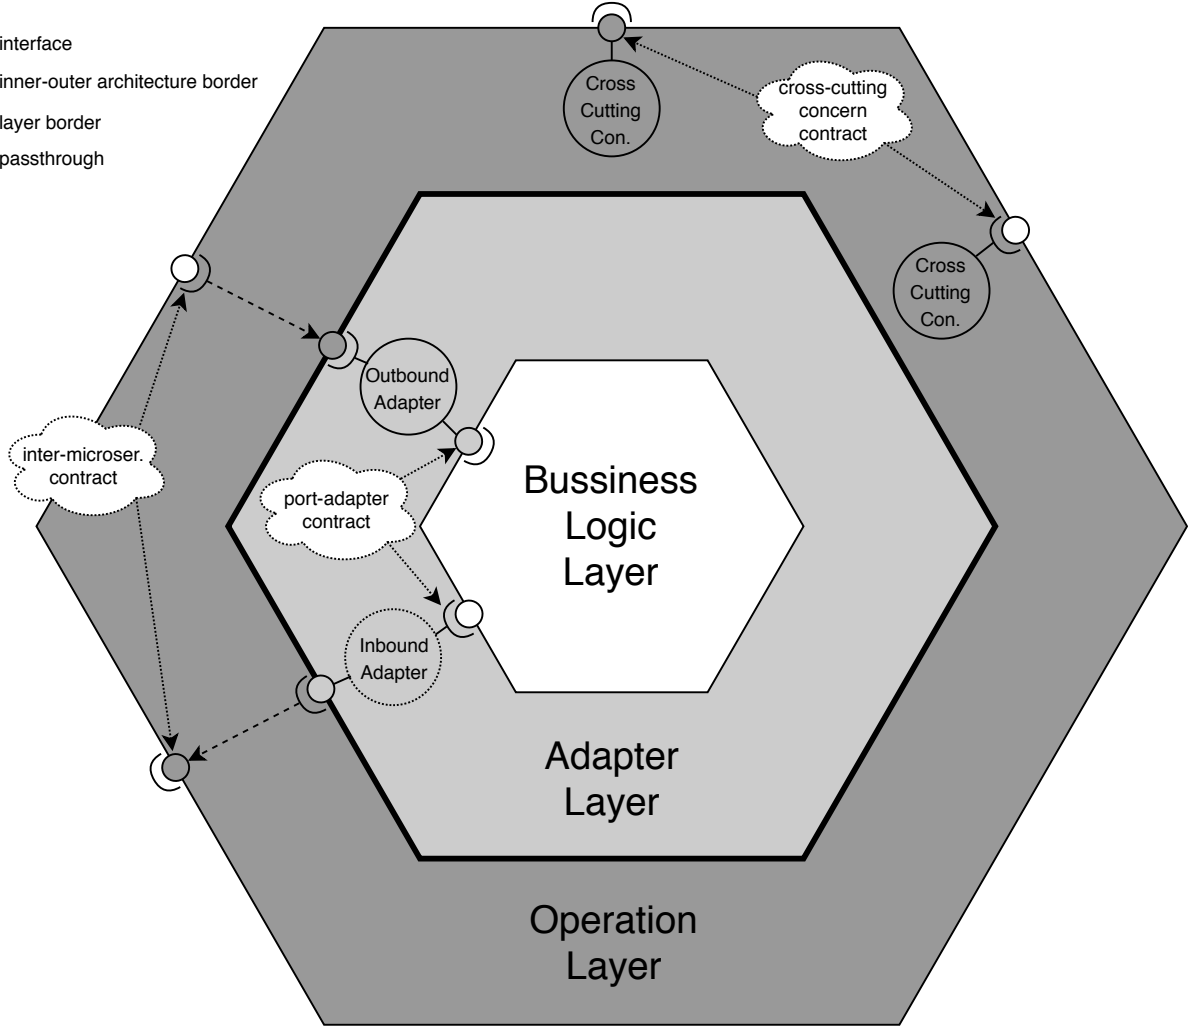 interface
inner-outer architecture border
layer border
passthrough
Cross
Cutting
Con.
cross-cutting
concern
contract
Cross
Cutting
Con.
Outbound
Adapter
inter-microser.
contract
port-adapter
contract
Bussiness
Logic
Layer
Inbound
Adapter
Adapter
Layer
Operation
Layer